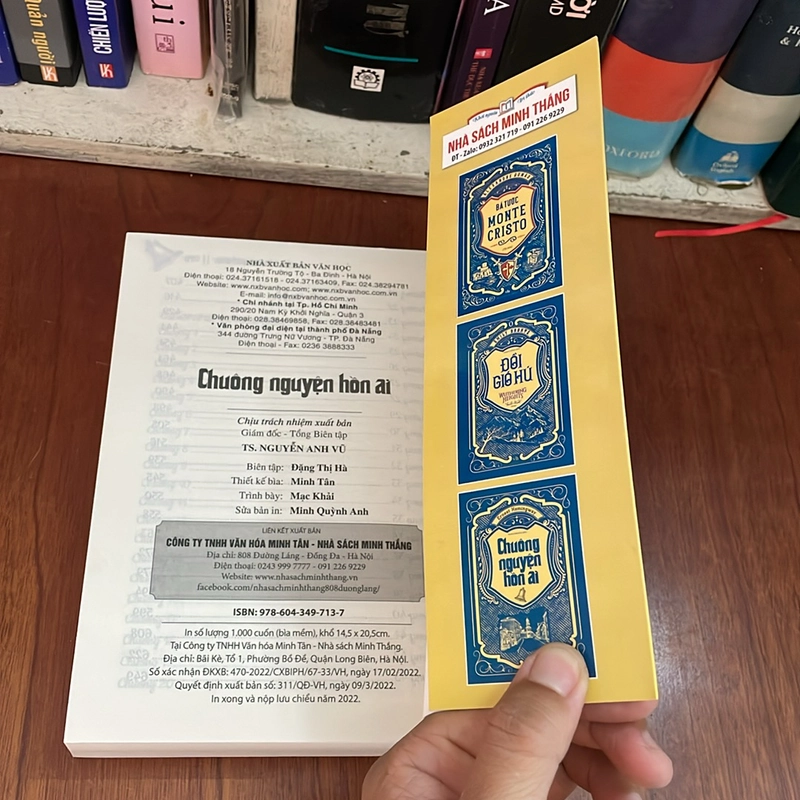 uân người
CHIẾN LƯỢ
u i
OXFORD
NHÀ SÁCH MINH THẮNG
ĐT - Zalo: 0932 321 719 - 091 226 9229
BÁ TƯỚC
MONTE
CRISTO
ĐỒI
GIÓ HÚ
WUTHERING
HEIGHTS
Ernest Hemingway
Chuông
nguyện
hồn ai
NHÀ XUẤT BẢN VĂN HỌC
18 Nguyễn Trường Tộ - Ba Đình - Hà Nội
Điện thoại: 024.37161518 - 024.37163409, Fax: 024.38294781
Website: www.nxbvanhoc.com; www.nxbvanhoc.com.vn
E-mail: info@nxbvanhoc.com.vn
* Chi nhánh tại Tp. Hồ Chí Minh
290/20 Nam Kỳ Khởi Nghĩa - Quận 3
Điện thoại: 028.38469858, Fax: 028.38483481
* Văn phòng đại diện tại thành phố Đà Nẵng
344 đường Trưng Nữ Vương - TP. Đà Nẵng
Điện thoại - Fax: 0236 3888333
Chuông nguyện hồn ai
Chịu trách nhiệm xuất bản
Giám đốc - Tổng Biên tập
TS. NGUYỄN ANH VŨ
Biên tập: Đặng Thị Hà
Thiết kế bìa: Minh Tân
Trình bày: Mạc Khải
Sửa bản in: Minh Quỳnh Anh
LIÊN KẾT XUẤT BẢN
CÔNG TY TNHH VĂN HÓA MINH TÂN - NHÀ SÁCH MINH THẮNG
Địa chỉ: 808 Đường Láng - Đống Đa - Hà Nội
Điện thoại: 0243 999 7777 - 091 226 9229
Website: www.nhasachminhthang.vn
facebook.com/nhasachminhthang808duonglang/
ISBN: 978-604-349-713-7
In số lượng 1.000 cuốn (bìa mềm), khổ 14,5 x 20,5cm.
Tại Công ty TNHH Văn hóa Minh Tân - Nhà sách Minh Thắng.
Địa chỉ: Bãi Kè, Tổ 1, Phường Bồ Đề, Quận Long Biên, Hà Nội.
Số xác nhận ĐKXB: 470-2022/CXBIPH/67-33/VH, ngày 17/02/2022.
Quyết định xuất bản số: 311/QĐ-VH, ngày 09/3/2022.
In xong và nộp lưu chiểu năm 2022.